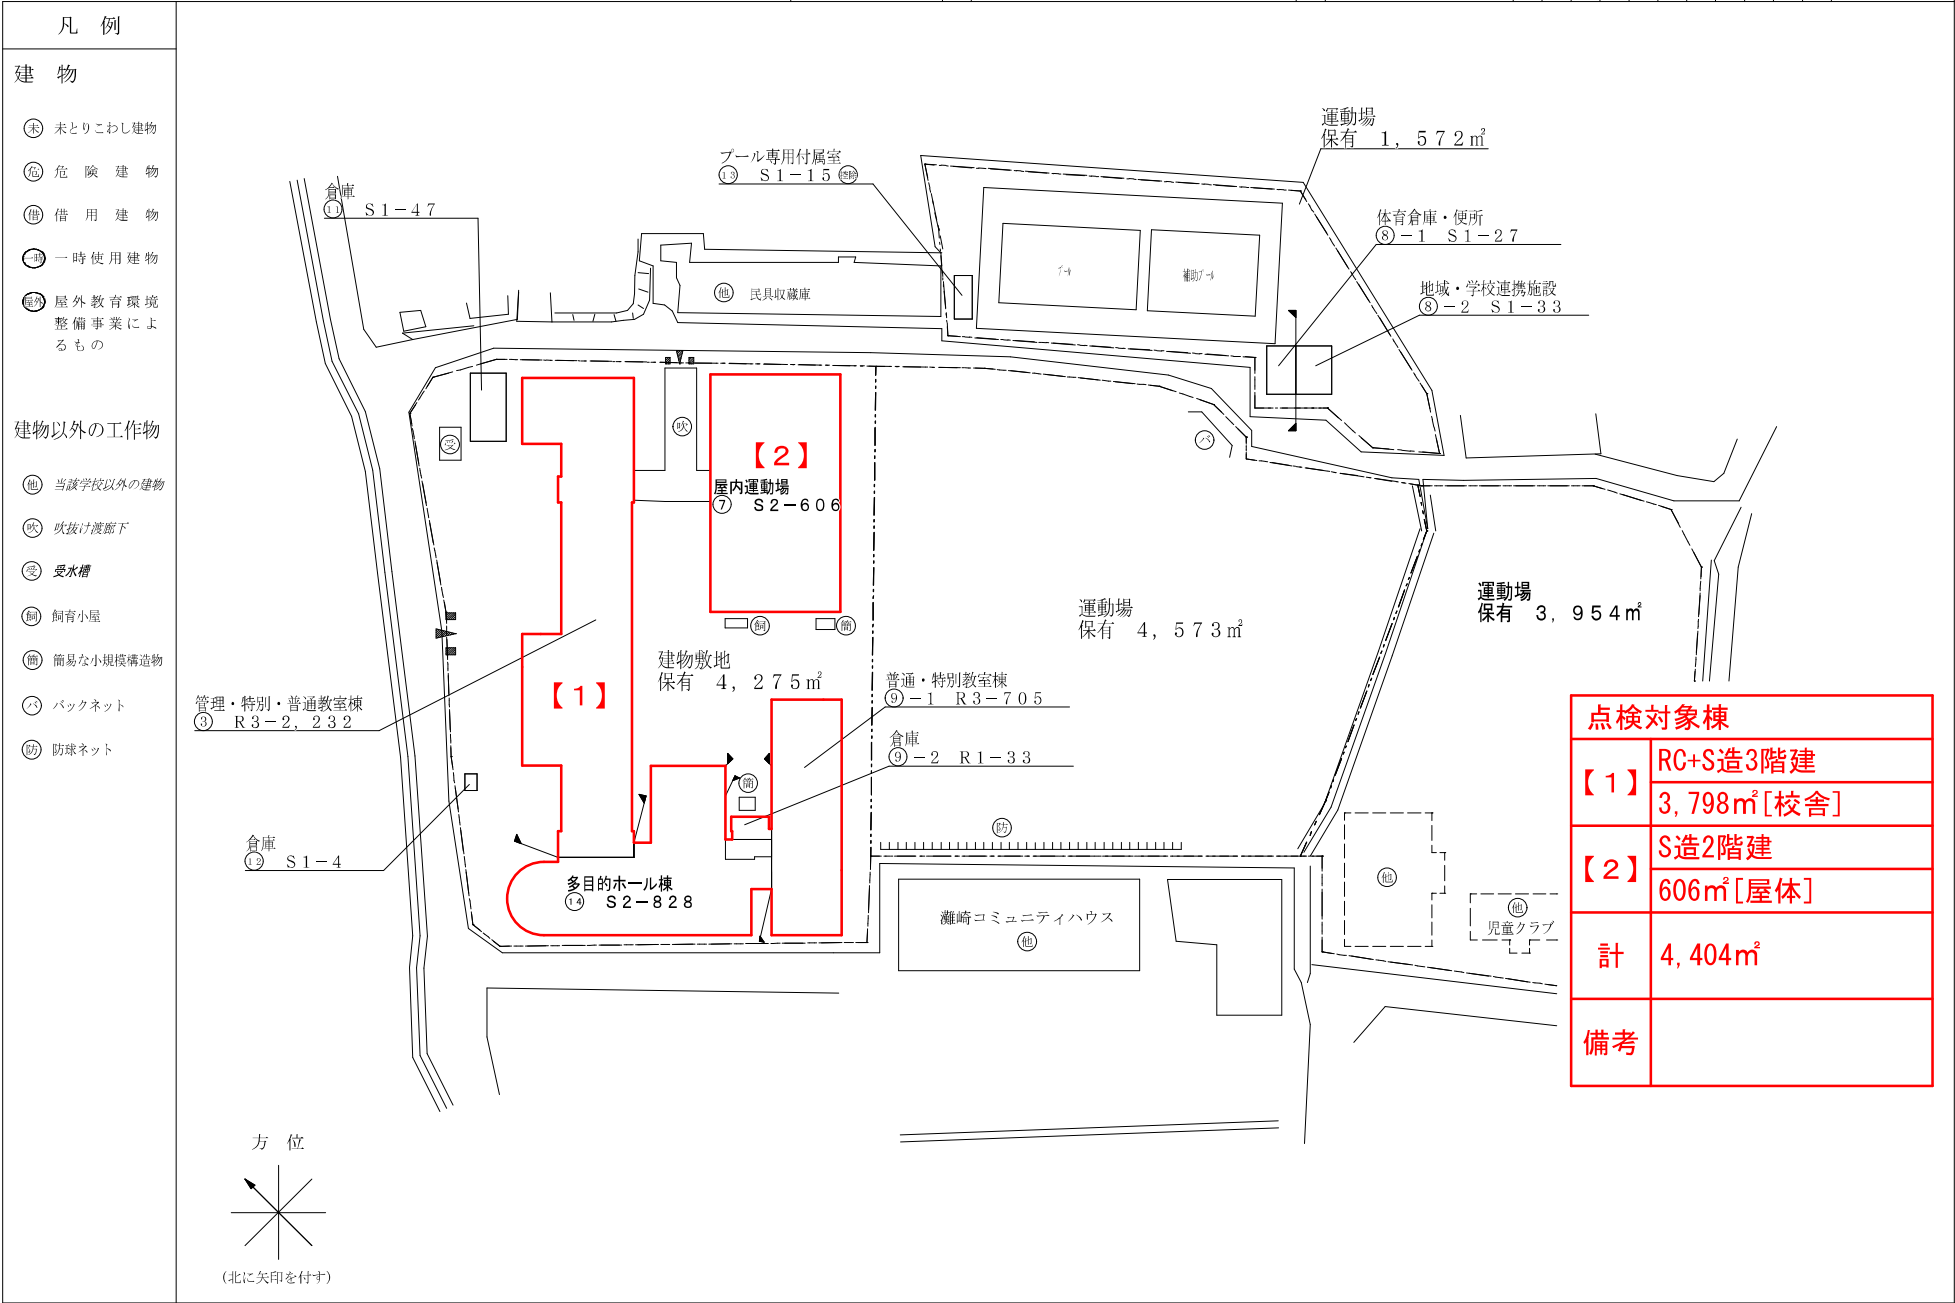 凡　例
建　物
未 未とりこわし建物
危 危　険　建　物
借 借　用　建　物
一時 一時使用建物
屋外 屋外教育環境
整備事業によ
るもの
建物以外の工作物
他 当該学校以外の建物
吹 吹抜け渡廊下
受 受水槽
飼 飼育小屋
簡 簡易な小規模構造物
バ バックネット
防 防球ネット
運動場
保有　1，572㎡
プール専用付属室
⑬　S1－15
倉庫
⑪　S1－47
体育倉庫・便所
⑧－1　S1－27
プール
補助プール
地域・学校連携施設
⑧－2　S1－33
他　民具収蔵庫
受
吹
バ
【2】
屋内運動場
⑦　S2－606
運動場
保有　3，954㎡
運動場
保有　4，573㎡
飼
簡
建物敷地
保有　4，275㎡
管理・特別・普通教室棟
③　R3－2，232
【1】
普通・特別教室棟
⑨－1　R3－705
倉庫
⑨－2　R1－33
簡
倉庫
⑫　S1－4
防
多目的ホール棟
⑭　S2－828
灘崎コミュニティハウス
他
他
他
児童クラブ
点検対象棟
【1】
RC+S造3階建
3,798㎡[校舎]
【2】
S造2階建
606㎡[屋体]
計
4,404㎡
備考
方　位
(北に矢印を付す)